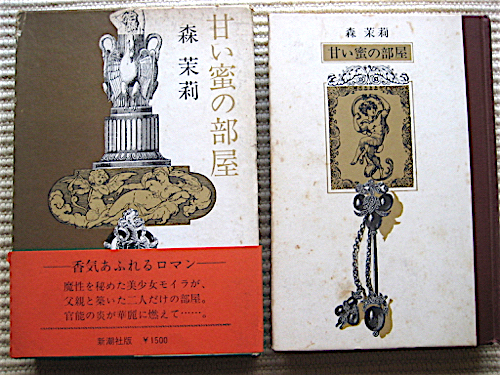 甘い蜜の部屋
森 茉莉
―香気あふれるロマン―
魔性を秘めた美少女モイラが、
父親と築いた二人だけの部屋。
官能の炎が華麗に燃えて……。
新潮社版 ¥1500
森 茉莉
甘い蜜の部屋